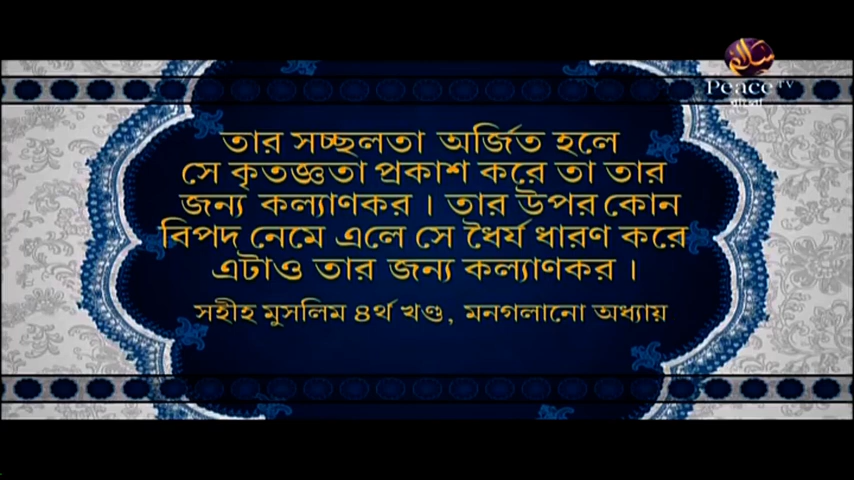 سلام
Peace TV
বাংলা
তার সচ্ছলতা অর্জিত হলে
সে কৃতজ্ঞতা প্রকাশ করে তা তার
জন্য কল্যাণকর । তার উপর কোন
বিপদ নেমে এলে সে ধৈর্য ধারণ করে
এটাও তার জন্য কল্যাণকর ।
সহীহ মুসলিম ৪র্থ খণ্ড, মনগলানো অধ্যায়